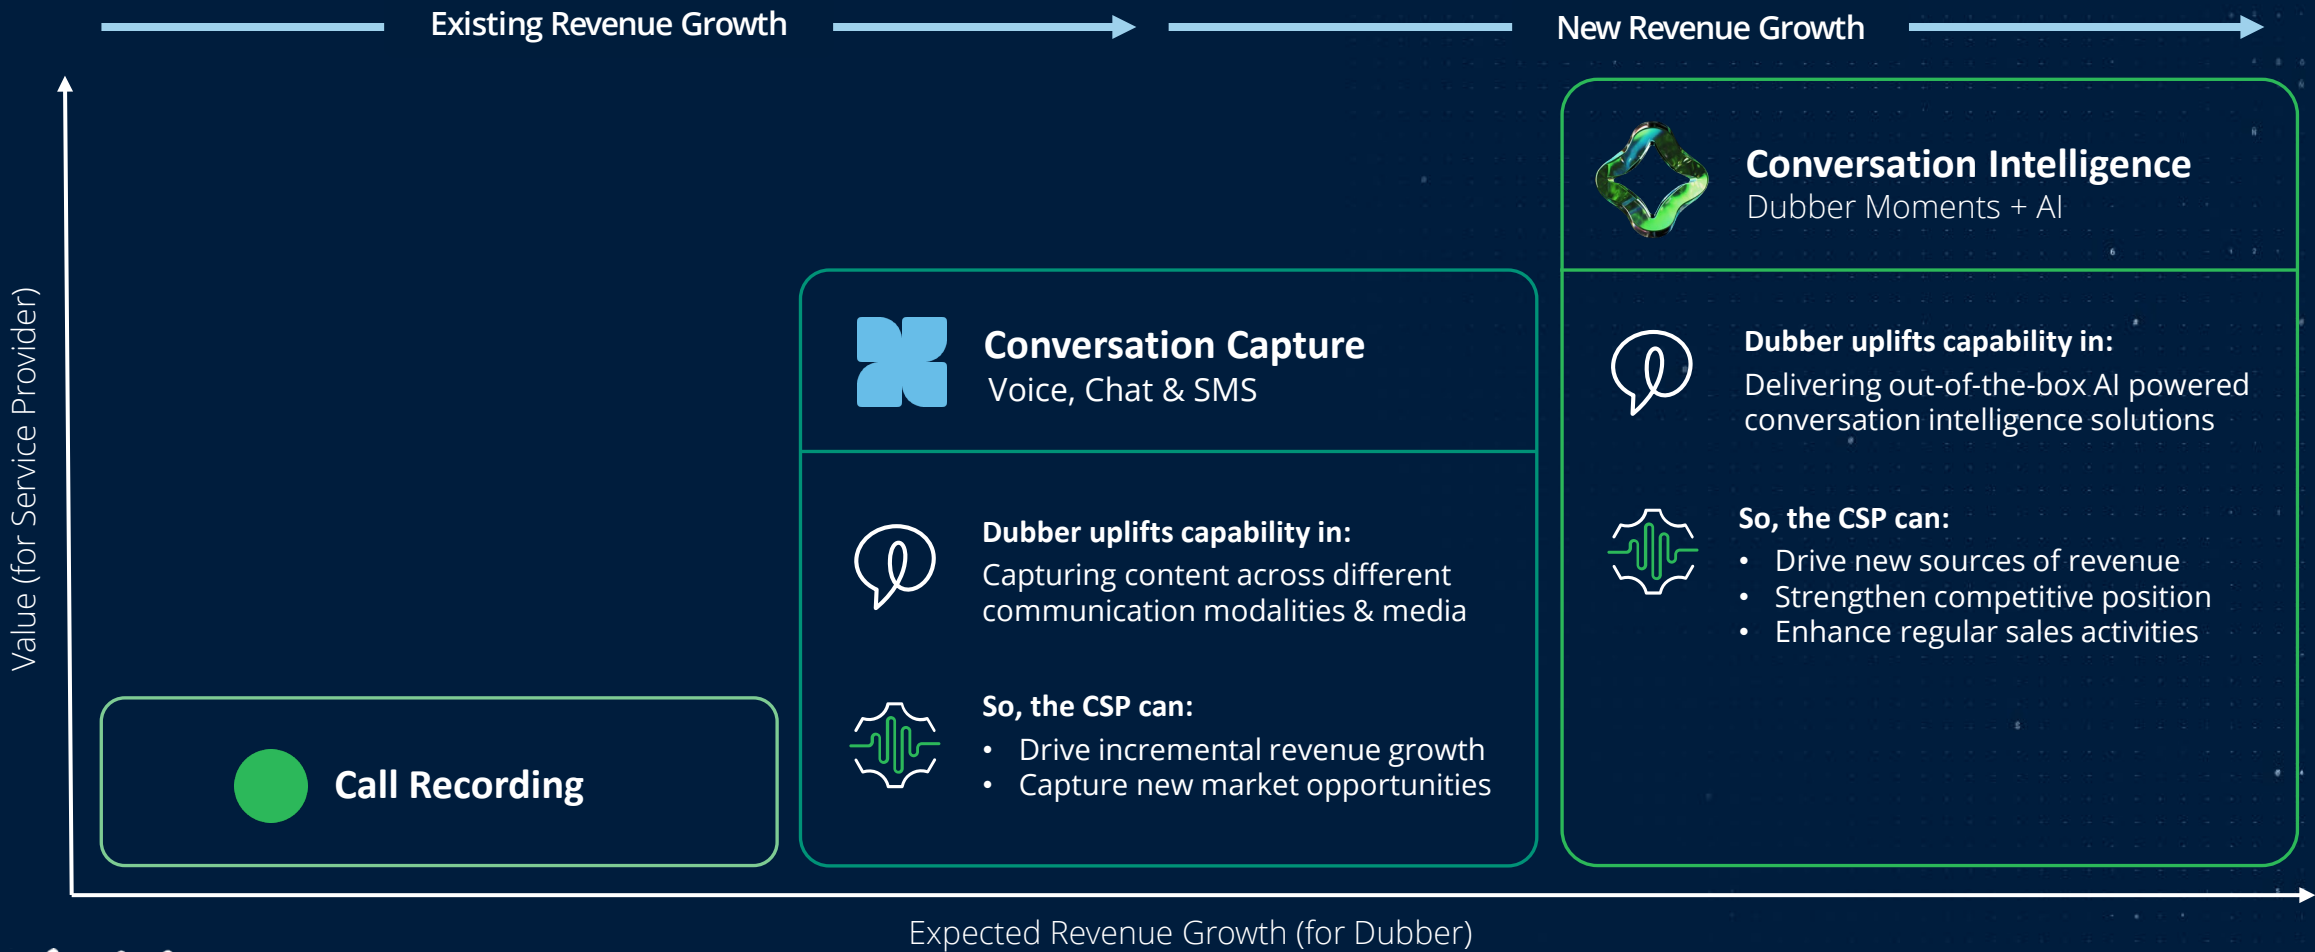 Existing Revenue Growth
New Revenue Growth
Value (for Service Provider)
Call Recording
Conversation Capture
Voice, Chat & SMS
Dubber uplifts capability in:
Capturing content across different
communication modalities & media
So, the CSP can:
• Drive incremental revenue growth
• Capture new market opportunities
Conversation Intelligence
Dubber Moments + AI
Dubber uplifts capability in:
Delivering out-of-the-box AI powered
conversation intelligence solutions
So, the CSP can:
• Drive new sources of revenue
• Strengthen competitive position
• Enhance regular sales activities
Expected Revenue Growth (for Dubber)